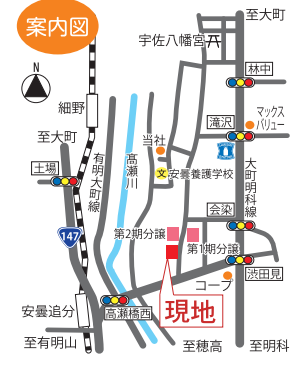 案内図
至大町
宇佐八幡宮
N
林中
細野
滝沢
マックス
バリュー
至大町
当社
土場
有明大町線
高瀬川
文
安曇養護学校
大町明科線
会染
147
第2期分譲
第1期分譲
渋田見
コープ
安曇追分
高瀬橋西
現地
至有明山
至穂高
至明科